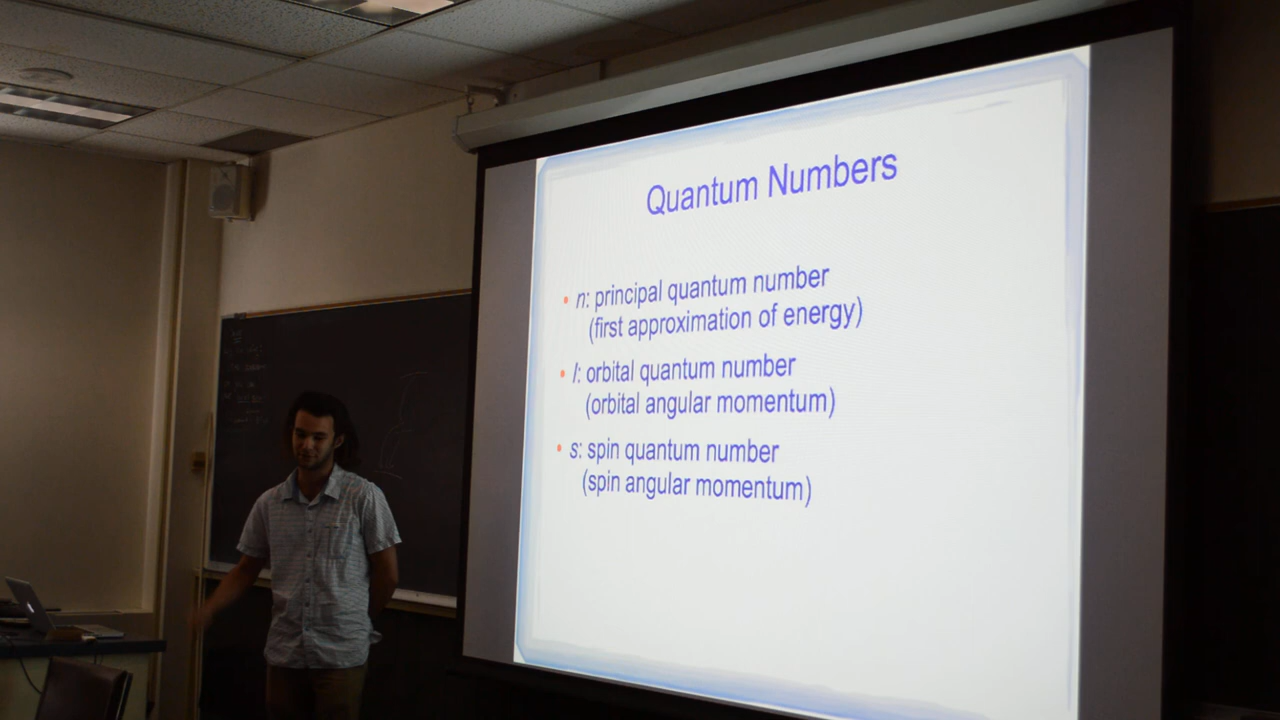 Quantum Numbers
• n: principal quantum number
(first approximation of energy)
• l: orbital quantum number
(orbital angular momentum)
• s: spin quantum number
(spin angular momentum)